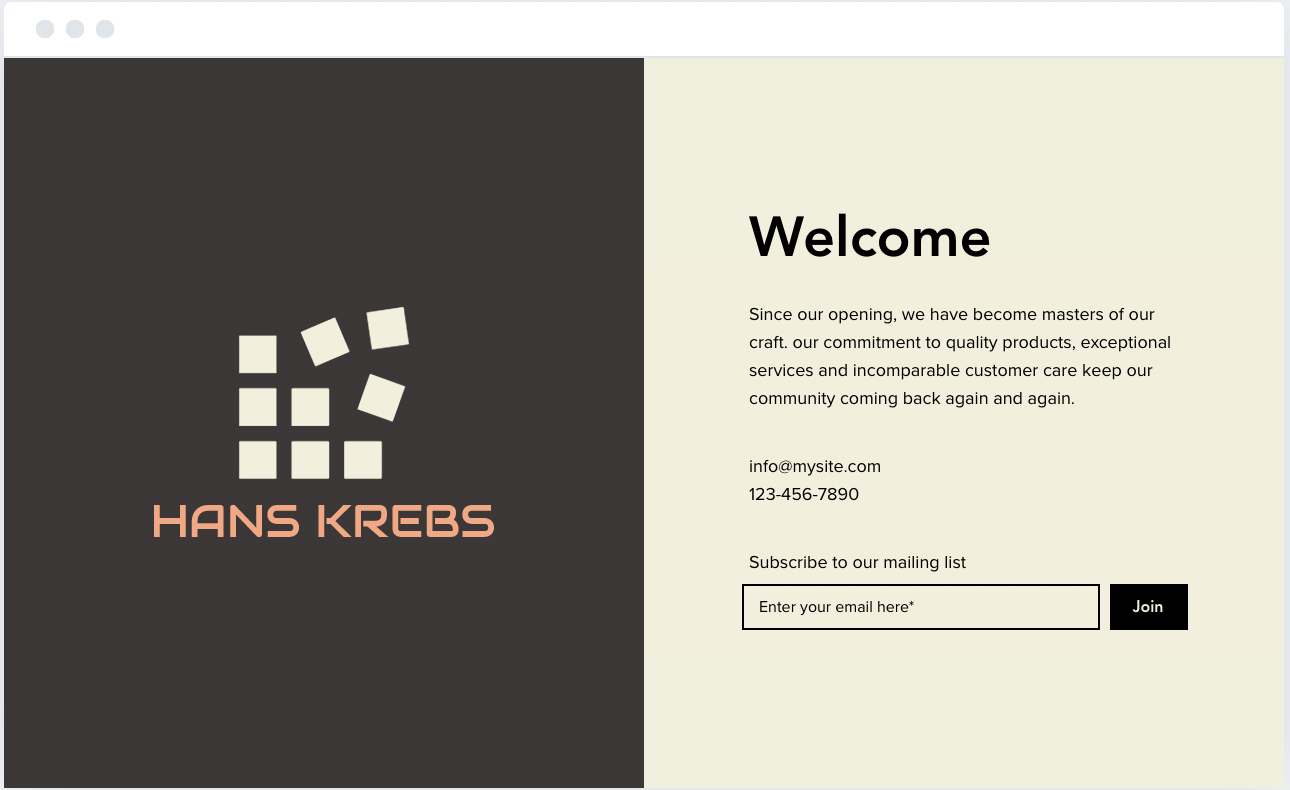 HANS KREBS
Welcome
Since our opening, we have become masters of our
craft. our commitment to quality products, exceptional
services and incomparable customer care keep our
community coming back again and again.
info@mysite.com
123-456-7890
Subscribe to our mailing list
Enter your email here*
Join